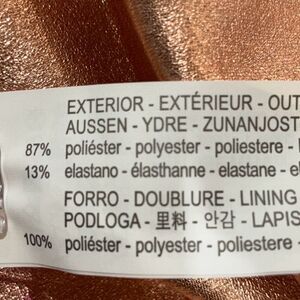 EXTERIOR - EXTÉRIEUR - OUT
AUSSEN - YDRE - ZUNANJOST
87% poliéster - polyester - poliestere -
13% elastano - élasthanne - elastane - e
FORRO - DOUBLURE - LINING
PODLOGA - 里料 - 안감 - LAPIS
100% poliéster - polyester - poliestere